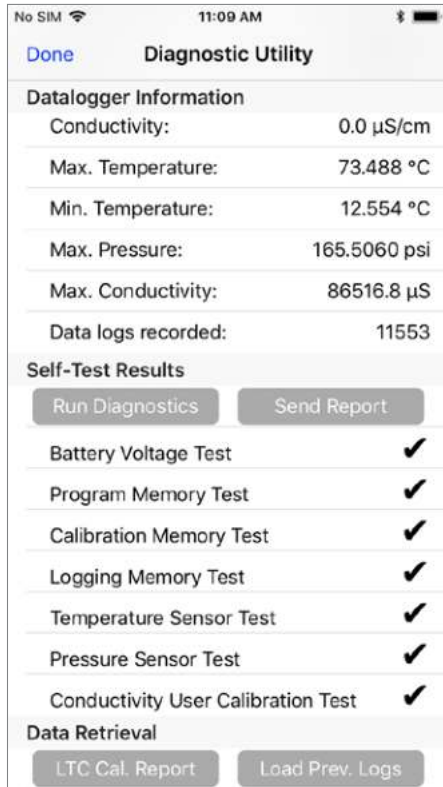 No SIM 11:09 AM
Done Diagnostic Utility
Datalogger Information
Conductivity: 0.0 µS/cm
Max. Temperature: 73.488 °C
Min. Temperature: 12.554 °C
Max. Pressure: 165.5060 psi
Max. Conductivity: 86516.8 µS
Data logs recorded: 11553
Self-Test Results
Run Diagnostics Send Report
Battery Voltage Test ✔
Program Memory Test ✔
Calibration Memory Test ✔
Logging Memory Test ✔
Temperature Sensor Test ✔
Pressure Sensor Test ✔
Conductivity User Calibration Test ✔
Data Retrieval
LTC Cal. Report Load Prev. Logs